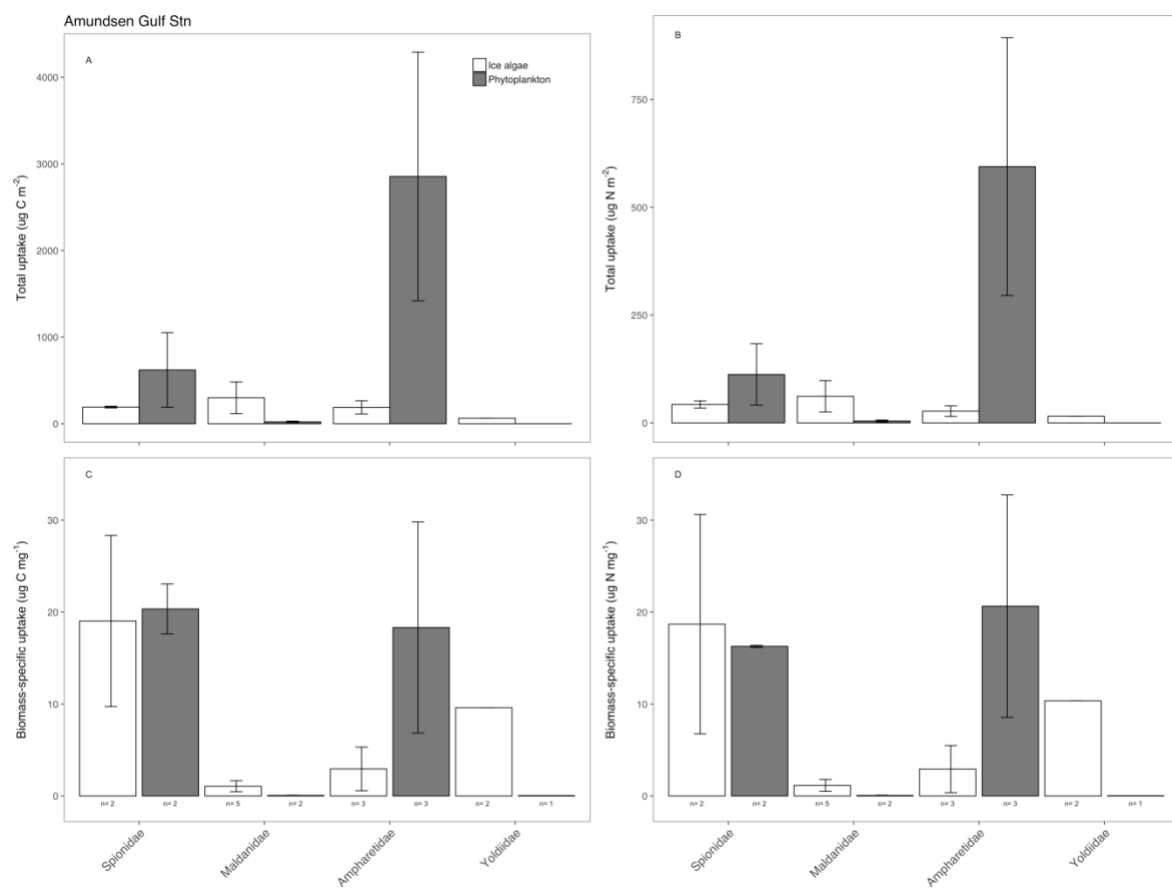 Amundsen Gulf Stn
A
Ice algae
Phytoplankton
Total uptake (ug C m⁻²)
4000
3000
2000
1000
0
B
Total uptake (ug N m⁻²)
750
500
250
0
C
Biomass-specific uptake (ug C mg⁻¹)
30
20
10
0
n= 2
n= 2
n= 5
n= 2
n= 3
n= 3
n= 2
n= 1
Spionidae
Maldanidae
Ampharetidae
Yoldiidae
D
Biomass-specific uptake (ug N mg⁻¹)
30
20
10
0
n= 2
n= 2
n= 5
n= 2
n= 3
n= 3
n= 2
n= 1
Spionidae
Maldanidae
Ampharetidae
Yoldiidae